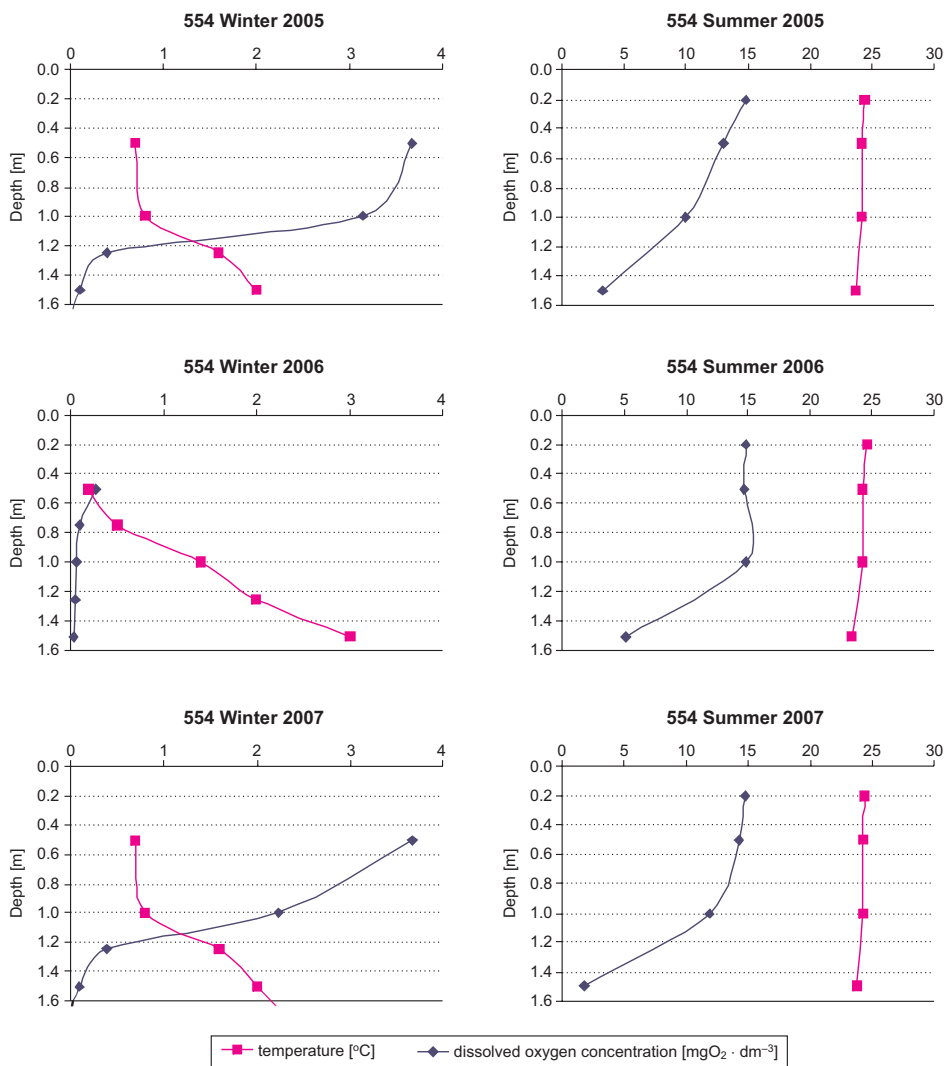 554 Winter 2005
0 1 2 3 4
0.0
0.2
0.4
0.6
0.8
1.0
1.2
1.4
1.6
Depth [m]
554 Summer 2005
0 5 10 15 20 25 30
0.0
0.2
0.4
0.6
0.8
1.0
1.2
1.4
1.6
Depth [m]
554 Winter 2006
0 1 2 3 4
0.0
0.2
0.4
0.6
0.8
1.0
1.2
1.4
1.6
Depth [m]
554 Summer 2006
0 5 10 15 20 25 30
0.0
0.2
0.4
0.6
0.8
1.0
1.2
1.4
1.6
Depth [m]
554 Winter 2007
0 1 2 3 4
0.0
0.2
0.4
0.6
0.8
1.0
1.2
1.4
1.6
Depth [m]
554 Summer 2007
0 5 10 15 20 25 30
0.0
0.2
0.4
0.6
0.8
1.0
1.2
1.4
1.6
Depth [m]
temperature [ºC] dissolved oxygen concentration [mgO₂ · dm⁻³]